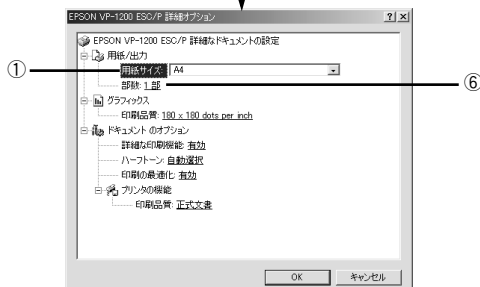 EPSON VP-1200 ESC/P 詳細オプション
EPSON VP-1200 ESC/P 詳細なドキュメントの設定
用紙/出力
① 用紙サイズ: A4
部数: 1 部 ⑥
グラフィックス
印刷品質: 180 x 180 dots per inch
ドキュメント のオプション
詳細な印刷機能: 有効
ハーフトーン: 自動選択
印刷の最適化: 有効
プリンタの機能
印刷品質: 正式文書
OK キャンセル